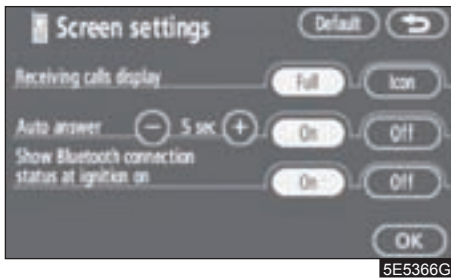 Screen settings Default
Receiving calls display Full Icon
Auto answer - 5 sec + On Off
Show Bluetooth connection
status at ignition on On Off
OK
5E5366G